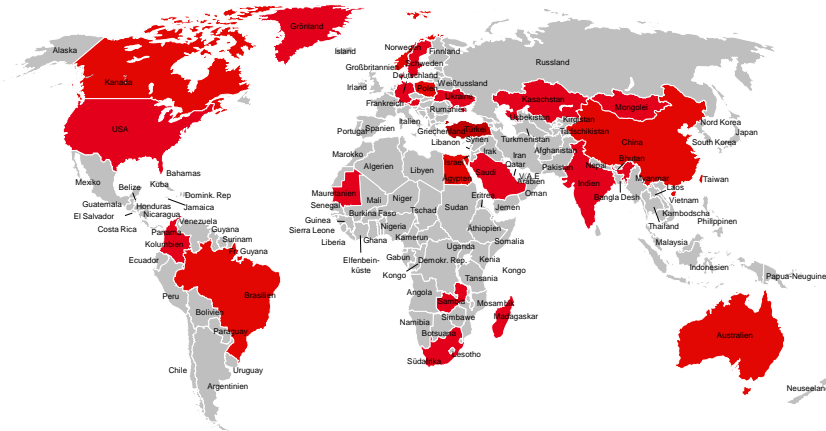 Grönland
Alaska
Kanada
USA
Mexiko
Bahamas
Kuba
Belize
Domink. Rep
Jamaica
Guatemala
Honduras
El Salvador
Nicaragua
Costa Rica
Panama
Venezuela
Guyana
Surinam
Fr Guyana
Kolumbien
Ecuador
Peru
Brasilien
Bolivien
Paraguay
Chile
Uruguay
Argentinien
Island
Norwegen
Finnland
Schweden
Großbritannien
Deutschland
Irland
Polen
Weißrussland
Ukraine
Frankreich
Rumänien
Italien
Portugal
Spanien
Griechenland
Türkei
Russland
Kasachstan
Mongolei
Usbekistan
Kirgistan
Turkmenistan
Tadschikistan
China
Nord Korea
Japan
South Korea
Libanon
Syrien
Irak
Iran
Afghanistan
Marokko
Algerien
Libyen
Israel
Ägypten
Saudi
Arabien
Qatar
V.A.E
Oman
Jemen
Pakistan
Nepal
Bhutan
Indien
Bangla Desh
Myanmar
Laos
Taiwan
Vietnam
Kambodscha
Thailand
Philippinen
Malaysia
Indonesien
Papua-Neuguinea
Mauretanien
Senegal
Mali
Niger
Tschad
Sudan
Eritrea
Burkina Faso
Guinea
Sierra Leone
Liberia
Elfenbein-
küste
Ghana
Nigeria
Kamerun
Äthiopien
Somalia
Uganda
Kenia
Gabun
Kongo
Demokr. Rep.
Kongo
Tansania
Angola
Sambia
Mosambik
Simbawe
Madagaskar
Namibia
Botsuana
Südafrika
Lesotho
Australien